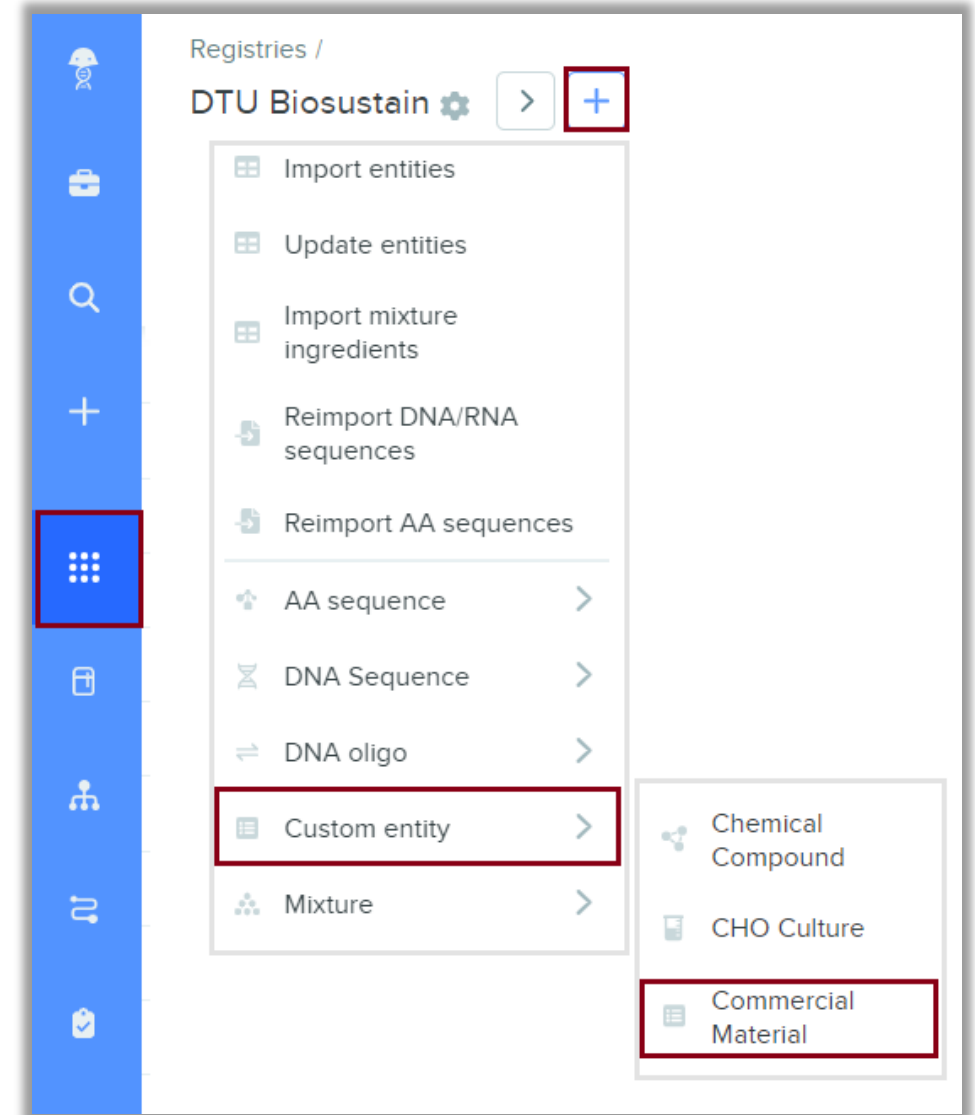 Registries /
DTU Biosustain
Import entities
Update entities
Import mixture
ingredients
Reimport DNA/RNA
sequences
Reimport AA sequences
AA sequence
DNA Sequence
DNA oligo
Custom entity
Mixture
Chemical
Compound
CHO Culture
Commercial
Material